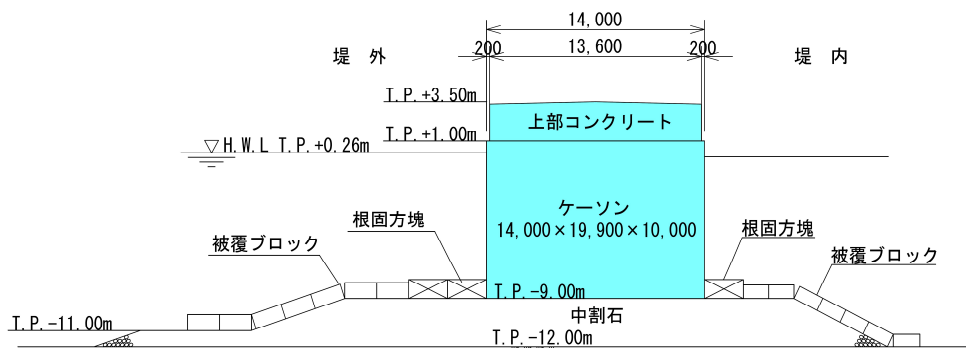 14,000
200
13,600
200
堤 外
堤 内
T.P.+3.50m
上部コンクリート
T.P.+1.00m
H.W.L T.P.+0.26m
ケーソン
14,000×19,900×10,000
根固方塊
根固方塊
被覆ブロック
被覆ブロック
T.P.-9.00m
中割石
T.P.-11.00m
T.P.-12.00m